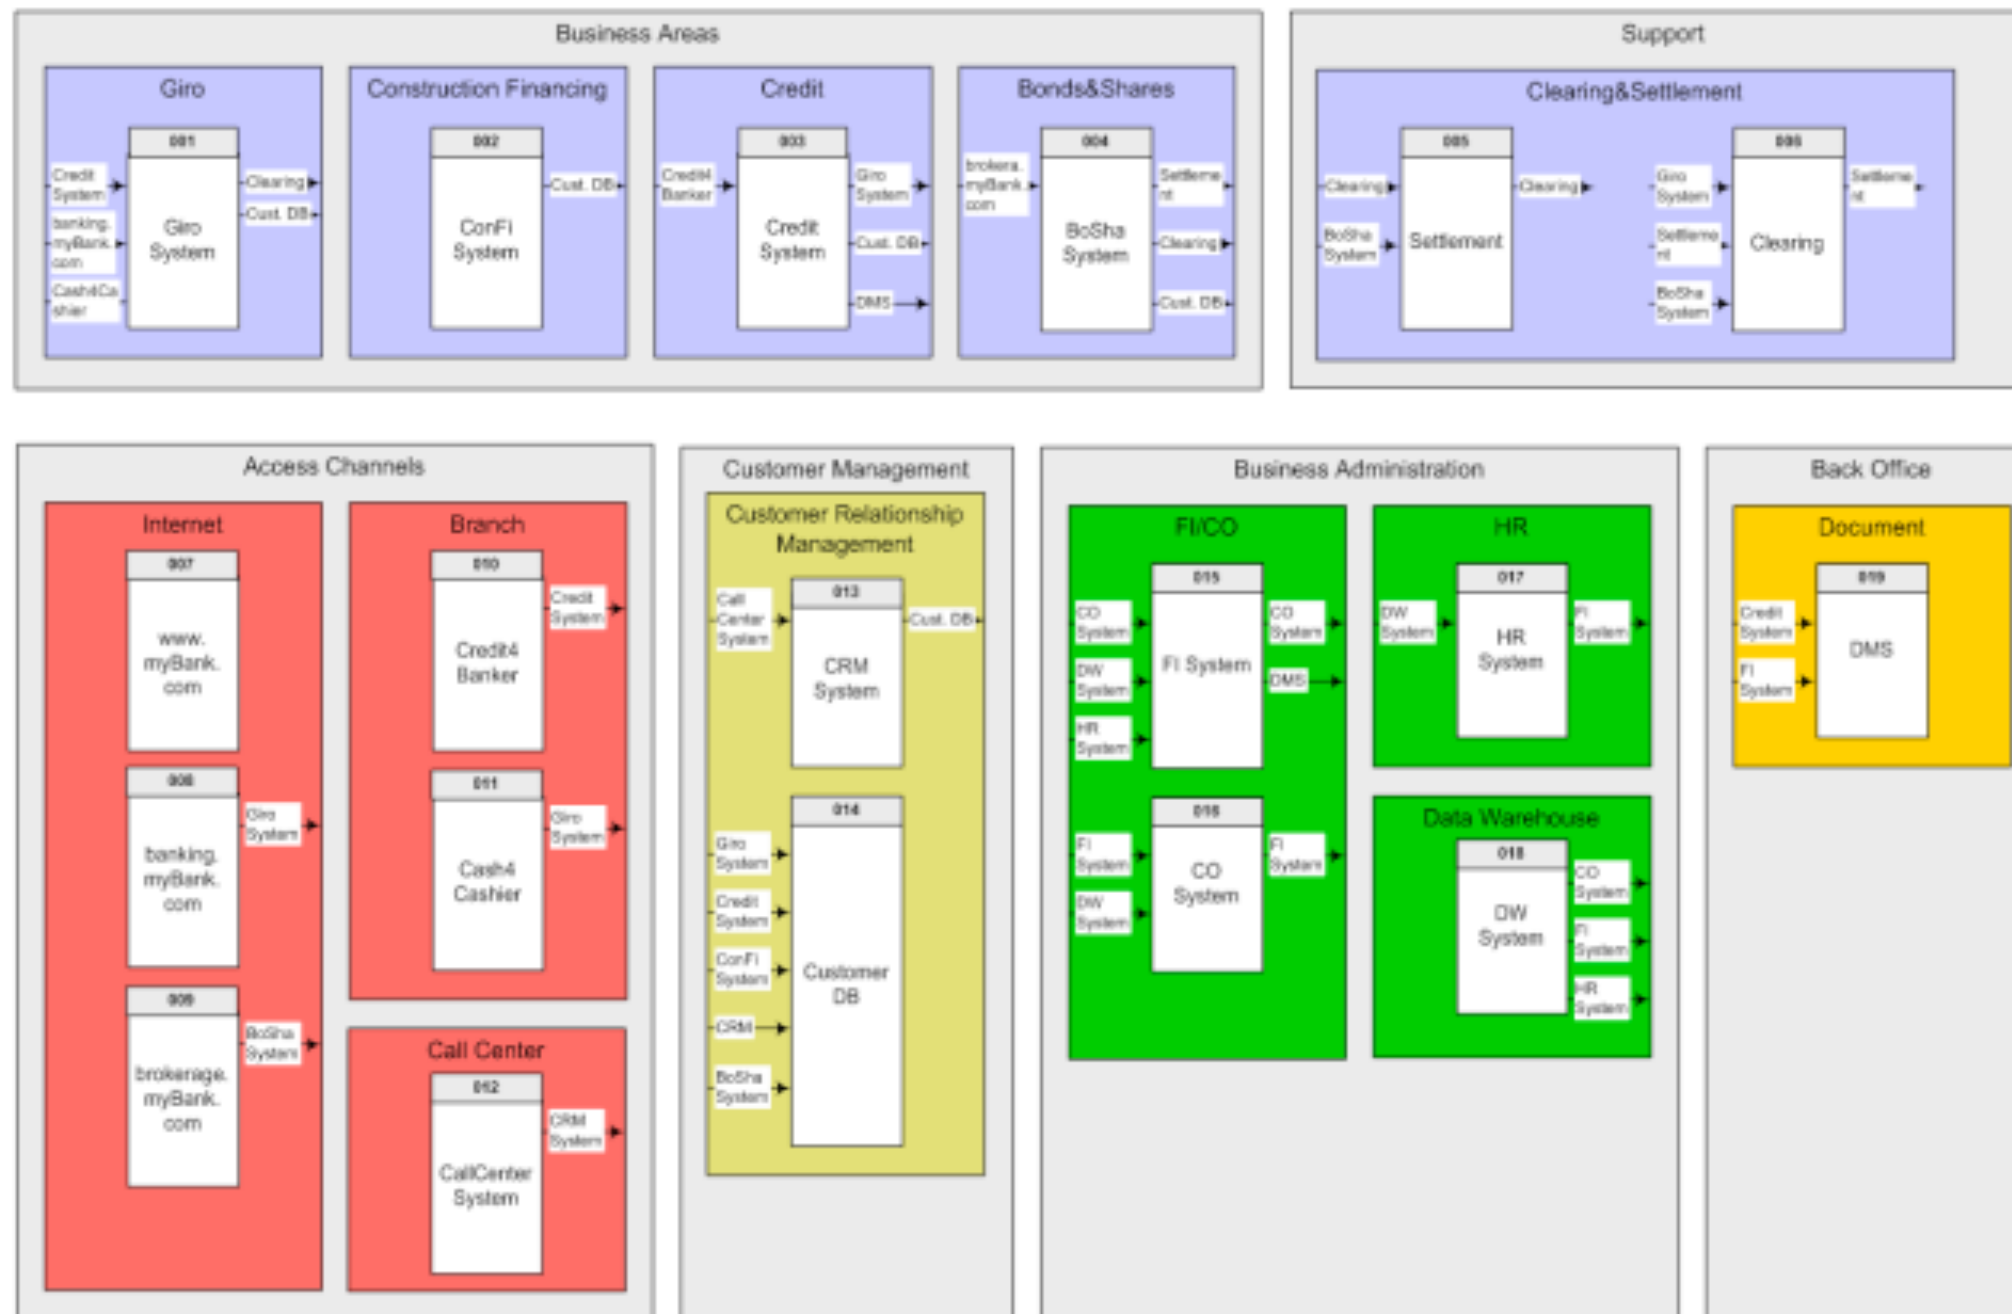 Business Areas
Giro
001
Credit
System
banking.
myBank.
com
Cash4Ca
shier
Giro
System
Clearing
Cust. DB
Construction Financing
002
ConFi
System
Cust. DB
Credit
003
Credit4
Banker
Credit
System
Giro
System
Cust. DB
DMS
Bonds&Shares
004
brokera.
myBank.
com
BoSha
System
Settleme
nt
Clearing
Cust. DB
Support
Clearing&Settlement
005
Clearing
BoSha
System
Settlement
Clearing
006
Giro
System
Settleme
nt
BoSha
System
Clearing
Settleme
nt
Access Channels
Internet
007
www.
myBank.
com
008
banking.
myBank.
com
Giro
System
009
brokerage.
myBank.
com
BoSha
System
Branch
010
Credit4
Banker
Credit
System
011
Cash4
Cashier
Giro
System
Call Center
012
CallCenter
System
CRM
System
Customer Management
Customer Relationship
Management
013
Call
Center
System
CRM
System
Cust. DB
014
Giro
System
Credit
System
ConFi
System
CRM
BoSha
System
Customer
DB
Business Administration
FI/CO
015
CO
System
DW
System
HR
System
FI System
CO
System
DMS
016
FI
System
DW
System
CO
System
FI
System
HR
017
DW
System
HR
System
FI
System
Data Warehouse
018
DW
System
CO
System
FI
System
HR
System
Back Office
Document
019
Credit
System
FI
System
DMS